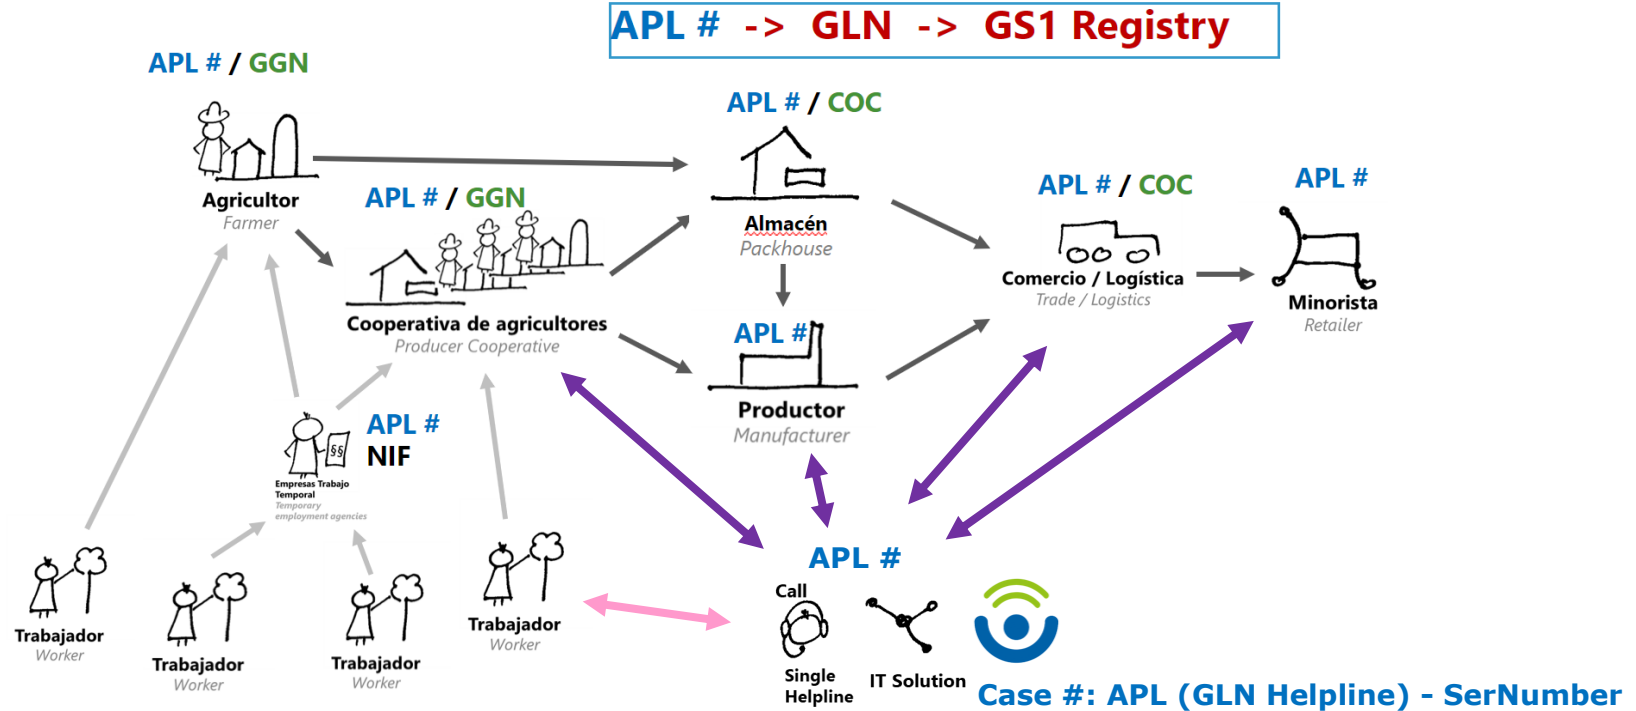 APL # -> GLN -> GS1 Registry
APL # / GGN
Agricultor
Farmer
APL # / GGN
Cooperativa de agricultores
Producer Cooperative
APL # / COC
Almacén
Packhouse
APL #
Productor
Manufacturer
APL # / COC
Comercio / Logística
Trade / Logistics
APL #
Minorista
Retailer
APL #
NIF
§§
Empresas Trabajo
Temporal
Temporary
employment agencies
Trabajador
Worker
Trabajador
Worker
Trabajador
Worker
Trabajador
Worker
APL #
Call
Single
Helpline
IT Solution
Case #: APL (GLN Helpline) - SerNumber